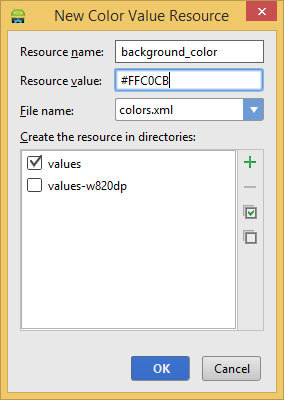 New Color Value Resource
Resource name: background_color
Resource value: #FFC0CB
File name: colors.xml
Create the resource in directories:
values
values-w820dp
OK Cancel